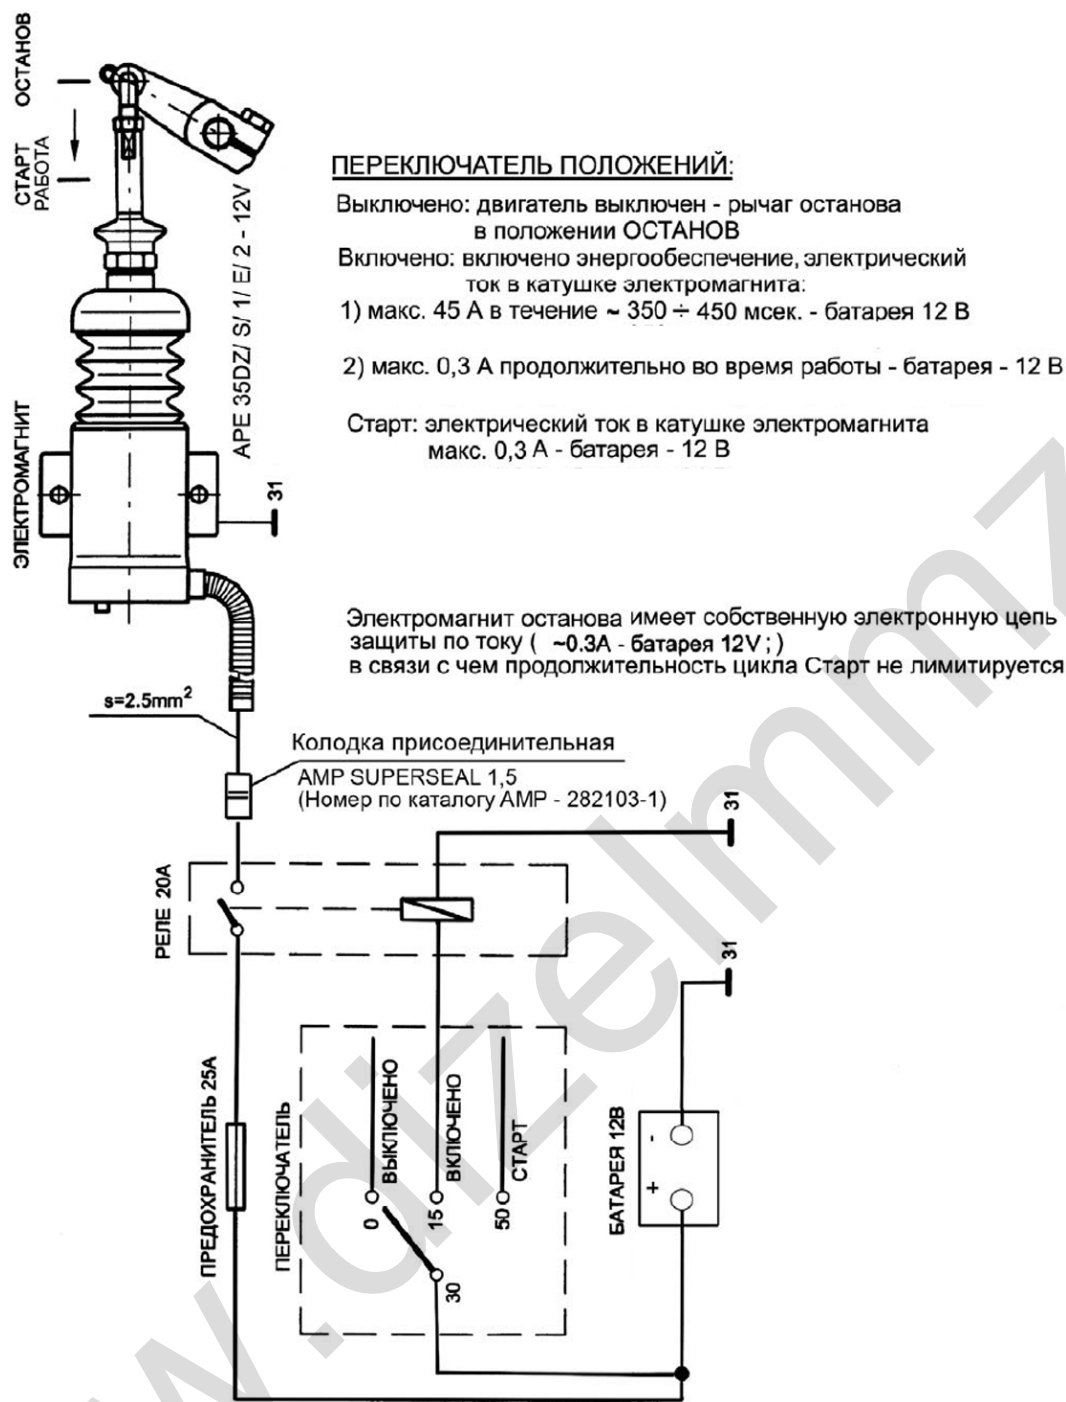 ОСТАНОВ
СТАРТ
РАБОТА
APE 35DZ/ S/ 1/ E/ 2 - 12V
ЭЛЕКТРОМАГНИТ
31
ПЕРЕКЛЮЧАТЕЛЬ ПОЛОЖЕНИЙ:
Выключено: двигатель выключен - рычаг останова
в положении ОСТАНОВ
Включено: включено энергообеспечение, электрический
ток в катушке электромагнита:
1) макс. 45 А в течение ~ 350 ÷ 450 мсек. - батарея 12 В
2) макс. 0,3 А продолжительно во время работы - батарея - 12 В
Старт: электрический ток в катушке электромагнита
макс. 0,3 А - батарея - 12 В
Электромагнит останова имеет собственную электронную цепь
защиты по току ( ~0.3А - батарея 12V ; )
в связи с чем продолжительность цикла Старт не лимитируется
s=2.5mm²
Колодка присоединительная
AMP SUPERSEAL 1,5
(Номер по каталогу AMP - 282103-1)
31
РЕЛЕ 20А
31
ПРЕДОХРАНИТЕЛЬ 25А
ПЕРЕКЛЮЧАТЕЛЬ
ВЫКЛЮЧЕНО
ВКЛЮЧЕНО
СТАРТ
0
15
50
30
БАТАРЕЯ 12В
-
+
w.dizelmmz